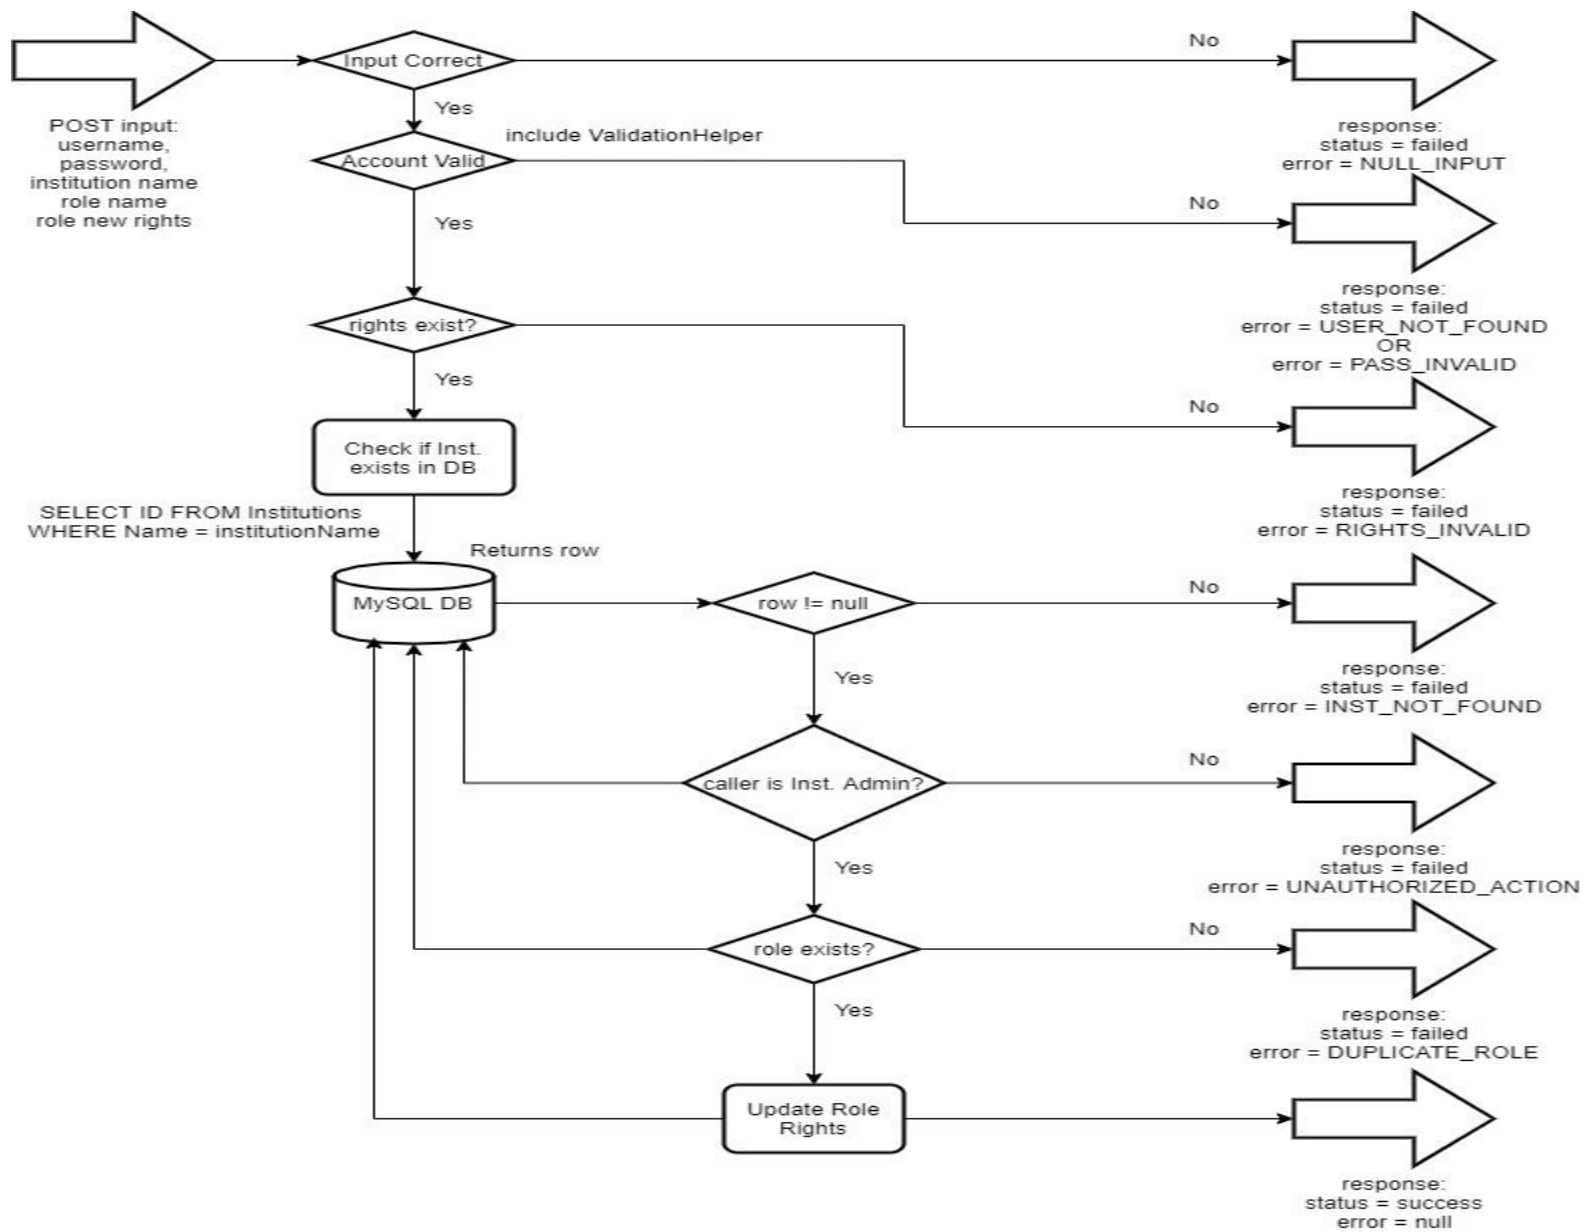 POST input:
username,
password,
institution name
role name
role new rights
Input Correct
No
response:
status = failed
error = NULL_INPUT
Yes
Account Valid
include ValidationHelper
No
response:
status = failed
error = USER_NOT_FOUND
OR
error = PASS_INVALID
Yes
rights exist?
No
response:
status = failed
error = RIGHTS_INVALID
Yes
Check if Inst.
exists in DB
SELECT ID FROM Institutions
WHERE Name = institutionName
MySQL DB
Returns row
row != null
No
response:
status = failed
error = INST_NOT_FOUND
Yes
caller is Inst. Admin?
No
response:
status = failed
error = UNAUTHORIZED_ACTION
Yes
role exists?
No
response:
status = failed
error = DUPLICATE_ROLE
Yes
Update Role
Rights
response:
status = success
error = null